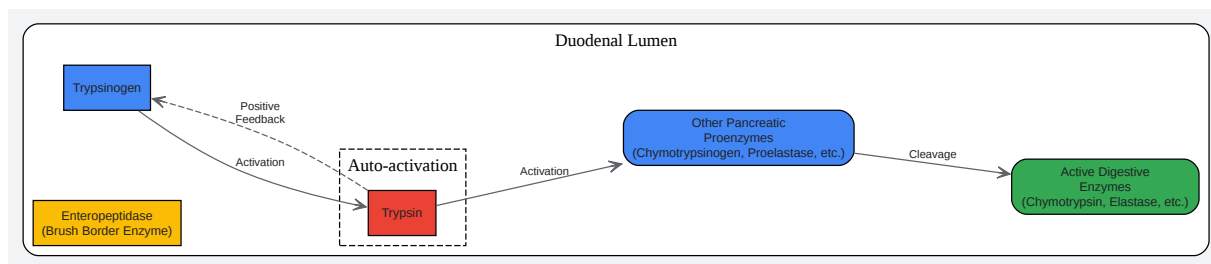 Duodenal Lumen
Trypsinogen
Positive
Feedback
Activation
Auto-activation
Trypsin
Enteropeptidase
(Brush Border Enzyme)
Activation
Other Pancreatic
Proenzymes
(Chymotrypsinogen, Proelastase, etc.)
Cleavage
Active Digestive
Enzymes
(Chymotrypsin, Elastase, etc.)